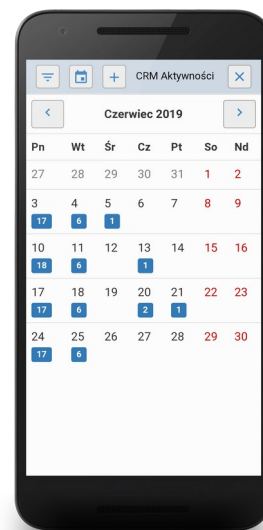 CRM Aktywności
Czerwiec 2019
Pn Wt Śr Cz Pt So Nd
27 28 29 30 31 1 2
3 4 5 6 7 8 9
17 6 1
10 11 12 13 14 15 16
18 6 1
17 18 19 20 21 22 23
17 6 2 1
24 25 26 27 28 29 30
17 6